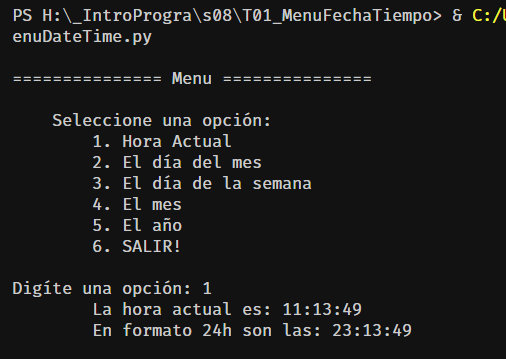 PS H:\_IntroProgra\s08\T01_MenuFechaTiempo> & C:/U
enuDateTime.py
=============== Menu ===============
Seleccione una opción:
1. Hora Actual
2. El día del mes
3. El día de la semana
4. El mes
5. El año
6. SALIR!
Digíte una opción: 1
La hora actual es: 11:13:49
En formato 24h son las: 23:13:49